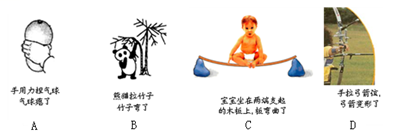 手用力捏气球
气球瘪了
A
熊猫拉竹子
竹子弯了
B
宝宝坐在两端支起
的木板上,板弯曲了
C
手拉弓箭弦,
弓箭变形了
D